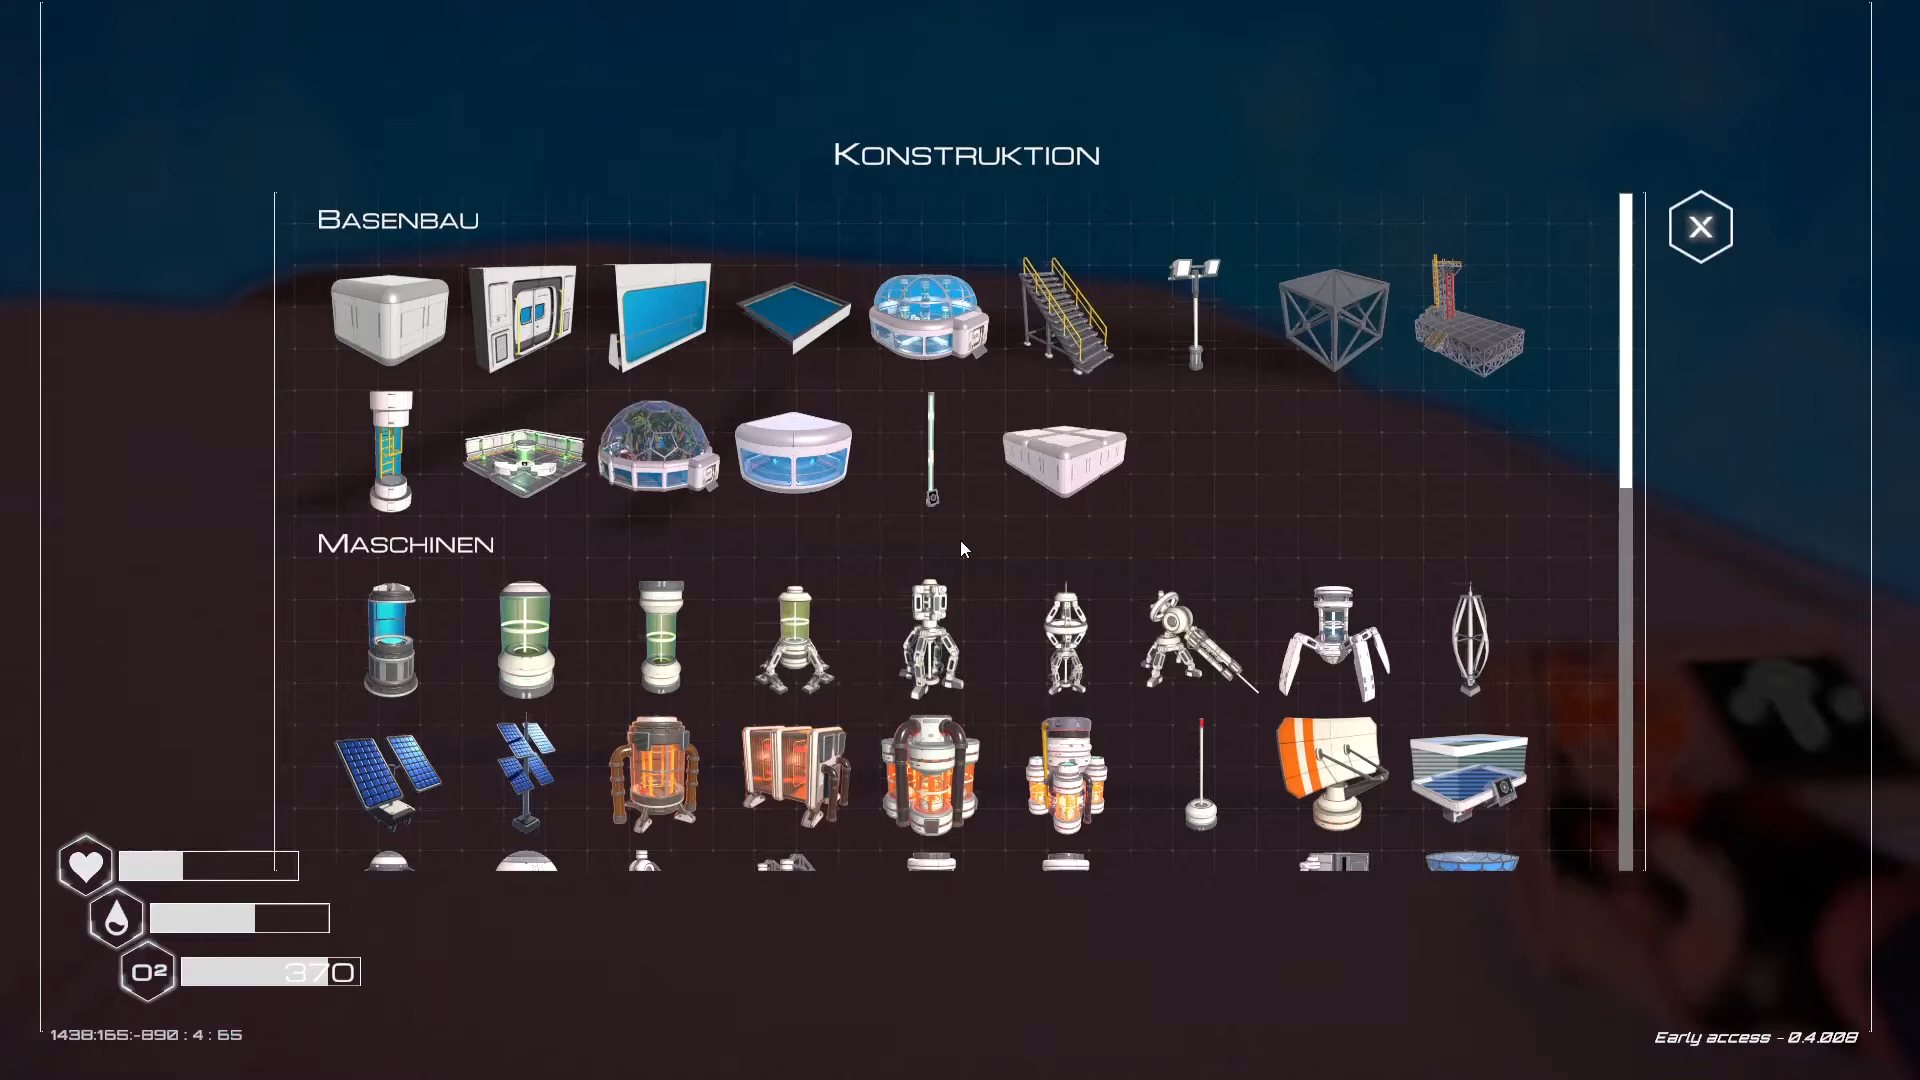 KONSTRUKTION
BASENBAU
X
MASCHINEN
O²
370
1438:165:-890 : 4 : 65
Early access - 0.4.008